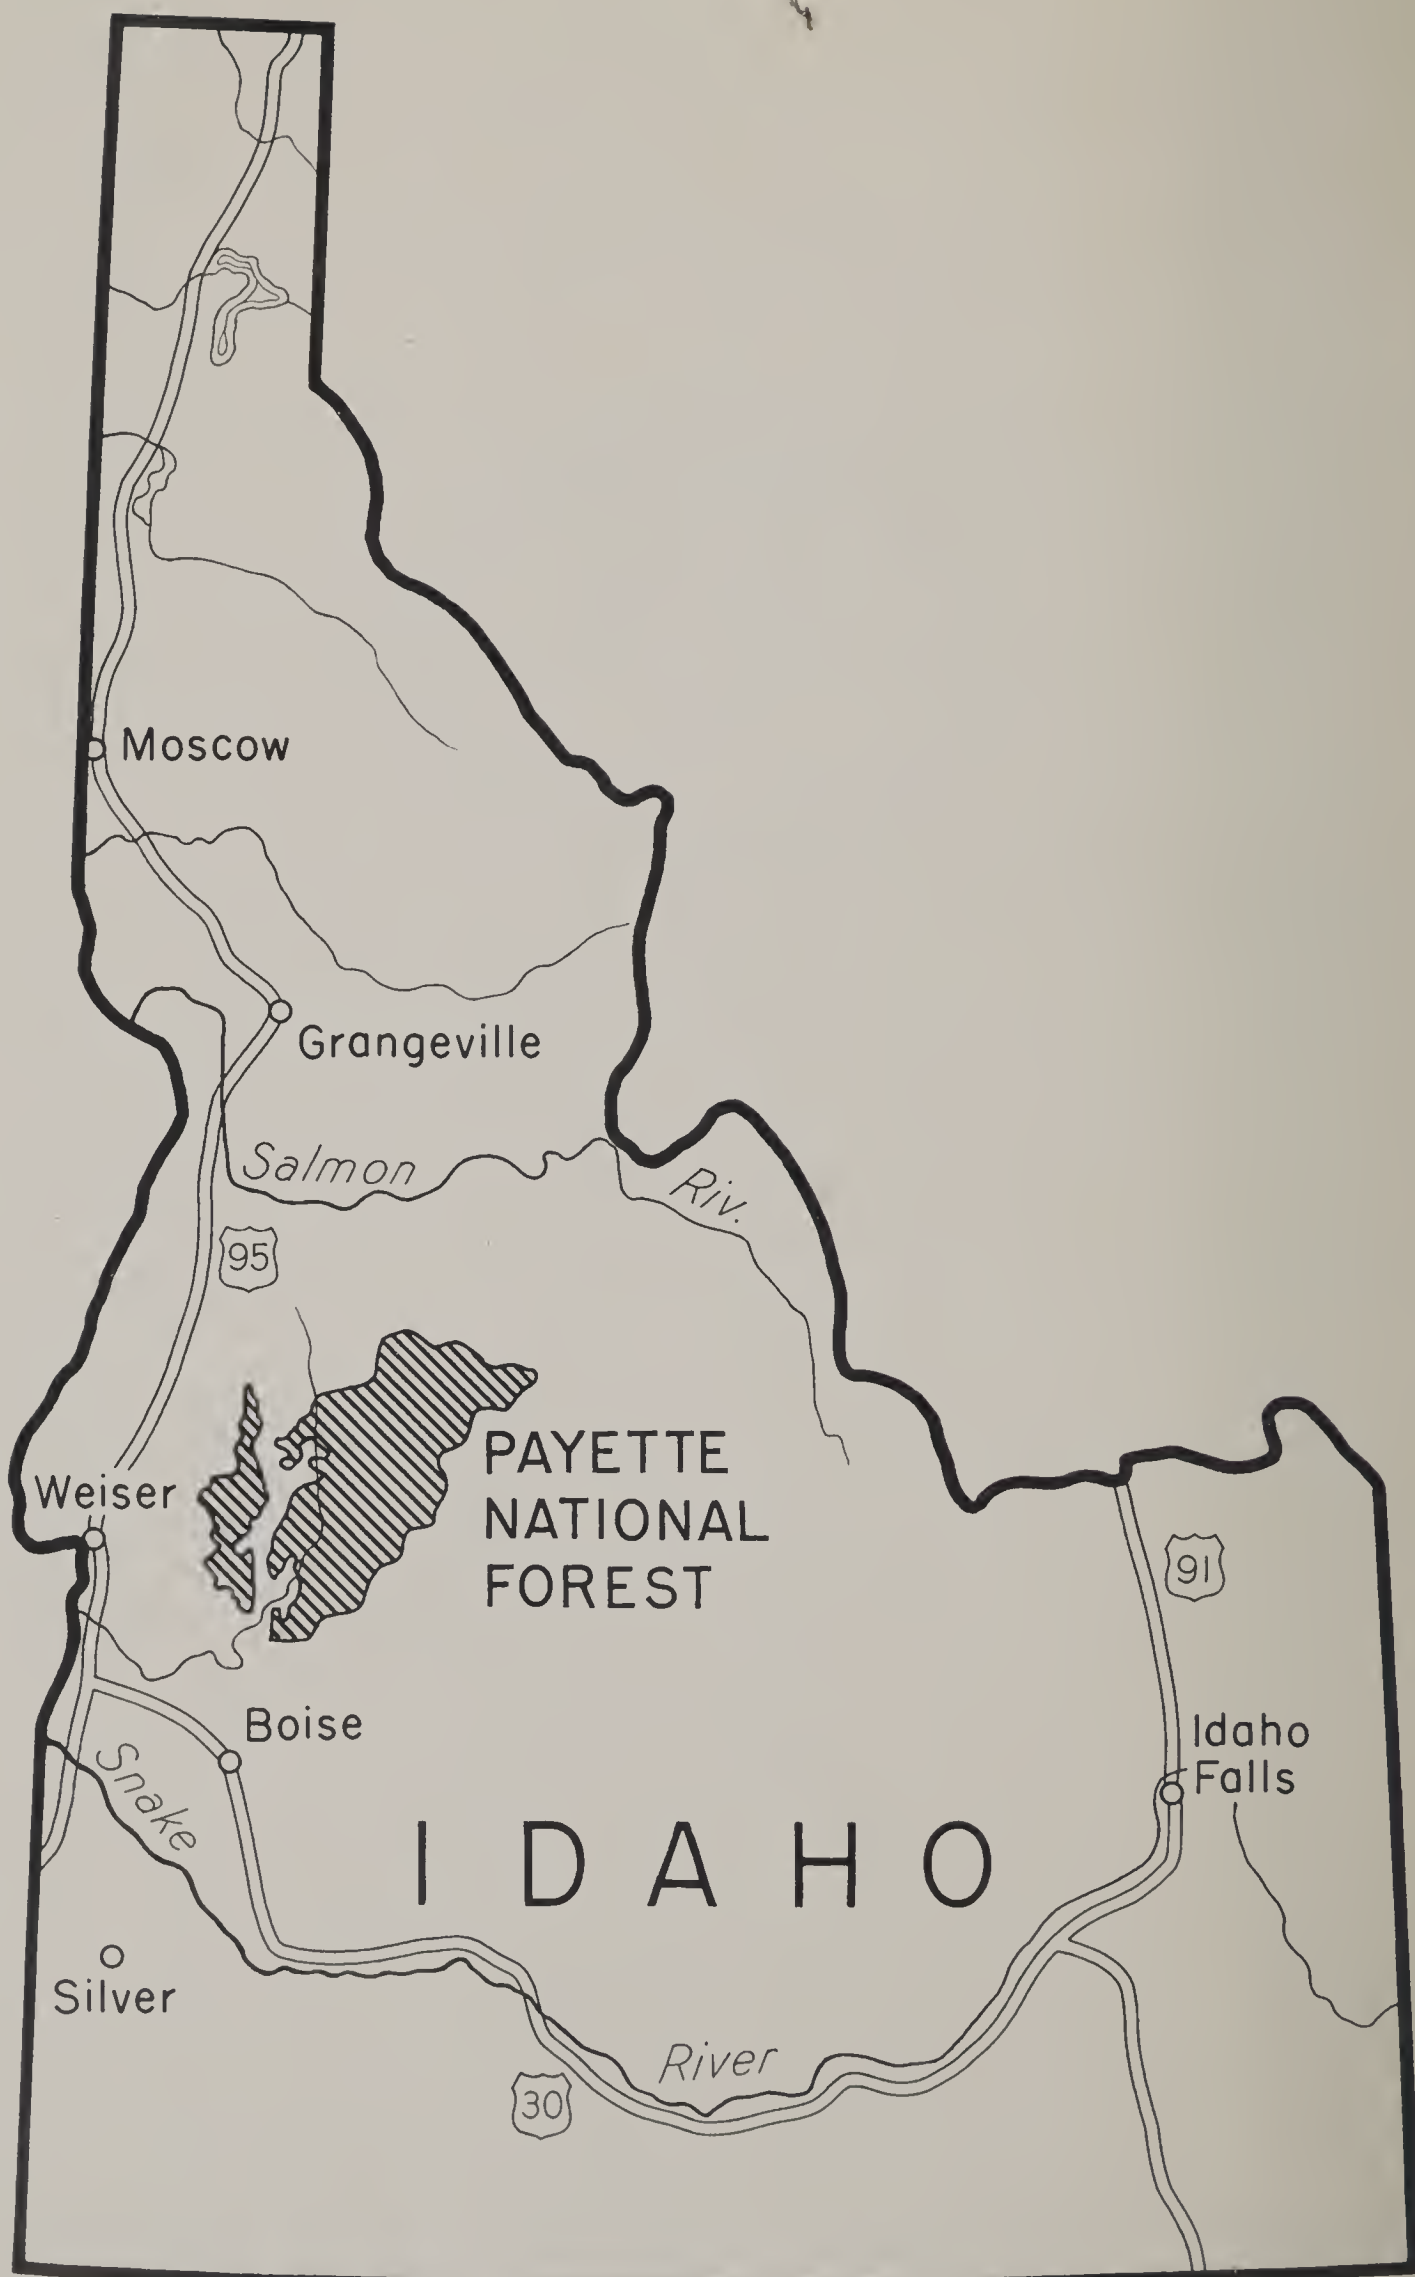 Moscow
Grangeville
Salmon Riv.
95
PAYETTE
NATIONAL
FOREST
Weiser
91
Boise
Idaho
Falls
Snake
IDAHO
Silver
River
30